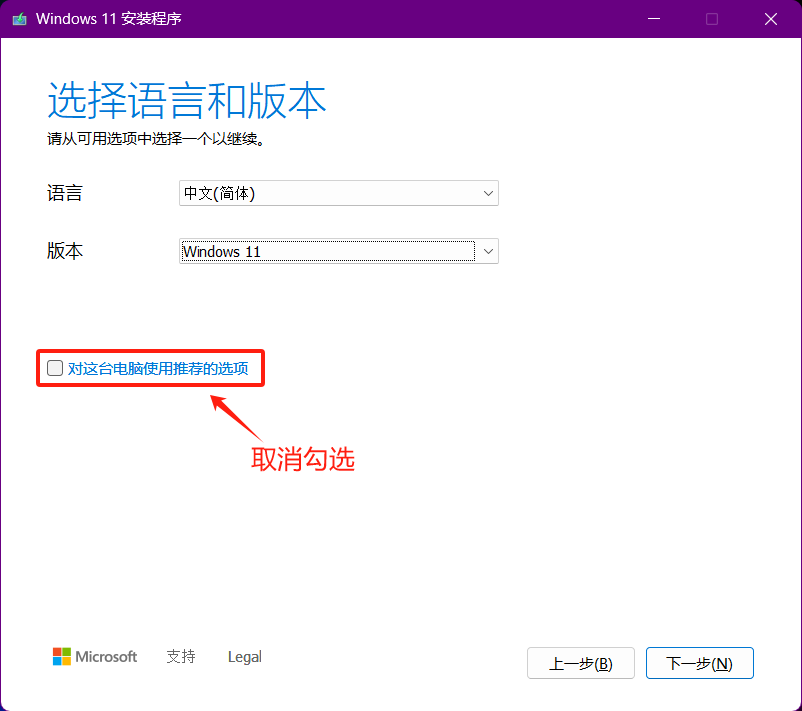 Windows 11 安装程序
选择语言和版本
请从可用选项中选择一个以继续。
语言
中文(简体)
版本
Windows 11
对这台电脑使用推荐的选项
取消勾选
Microsoft
支持
Legal
上一步(B)
下一步(N)